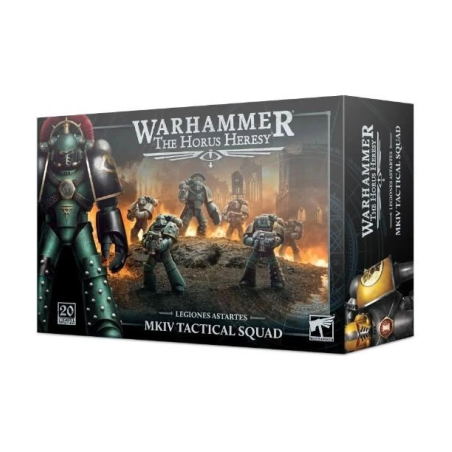 WARHAMMER
THE HORUS HERESY
LEGIONES ASTARTES
MKIV TACTICAL SQUAD
20
WARHAMMER
THE HORUS HERESY
LEGIONES ASTARTES
MKIV TACTICAL SQUAD